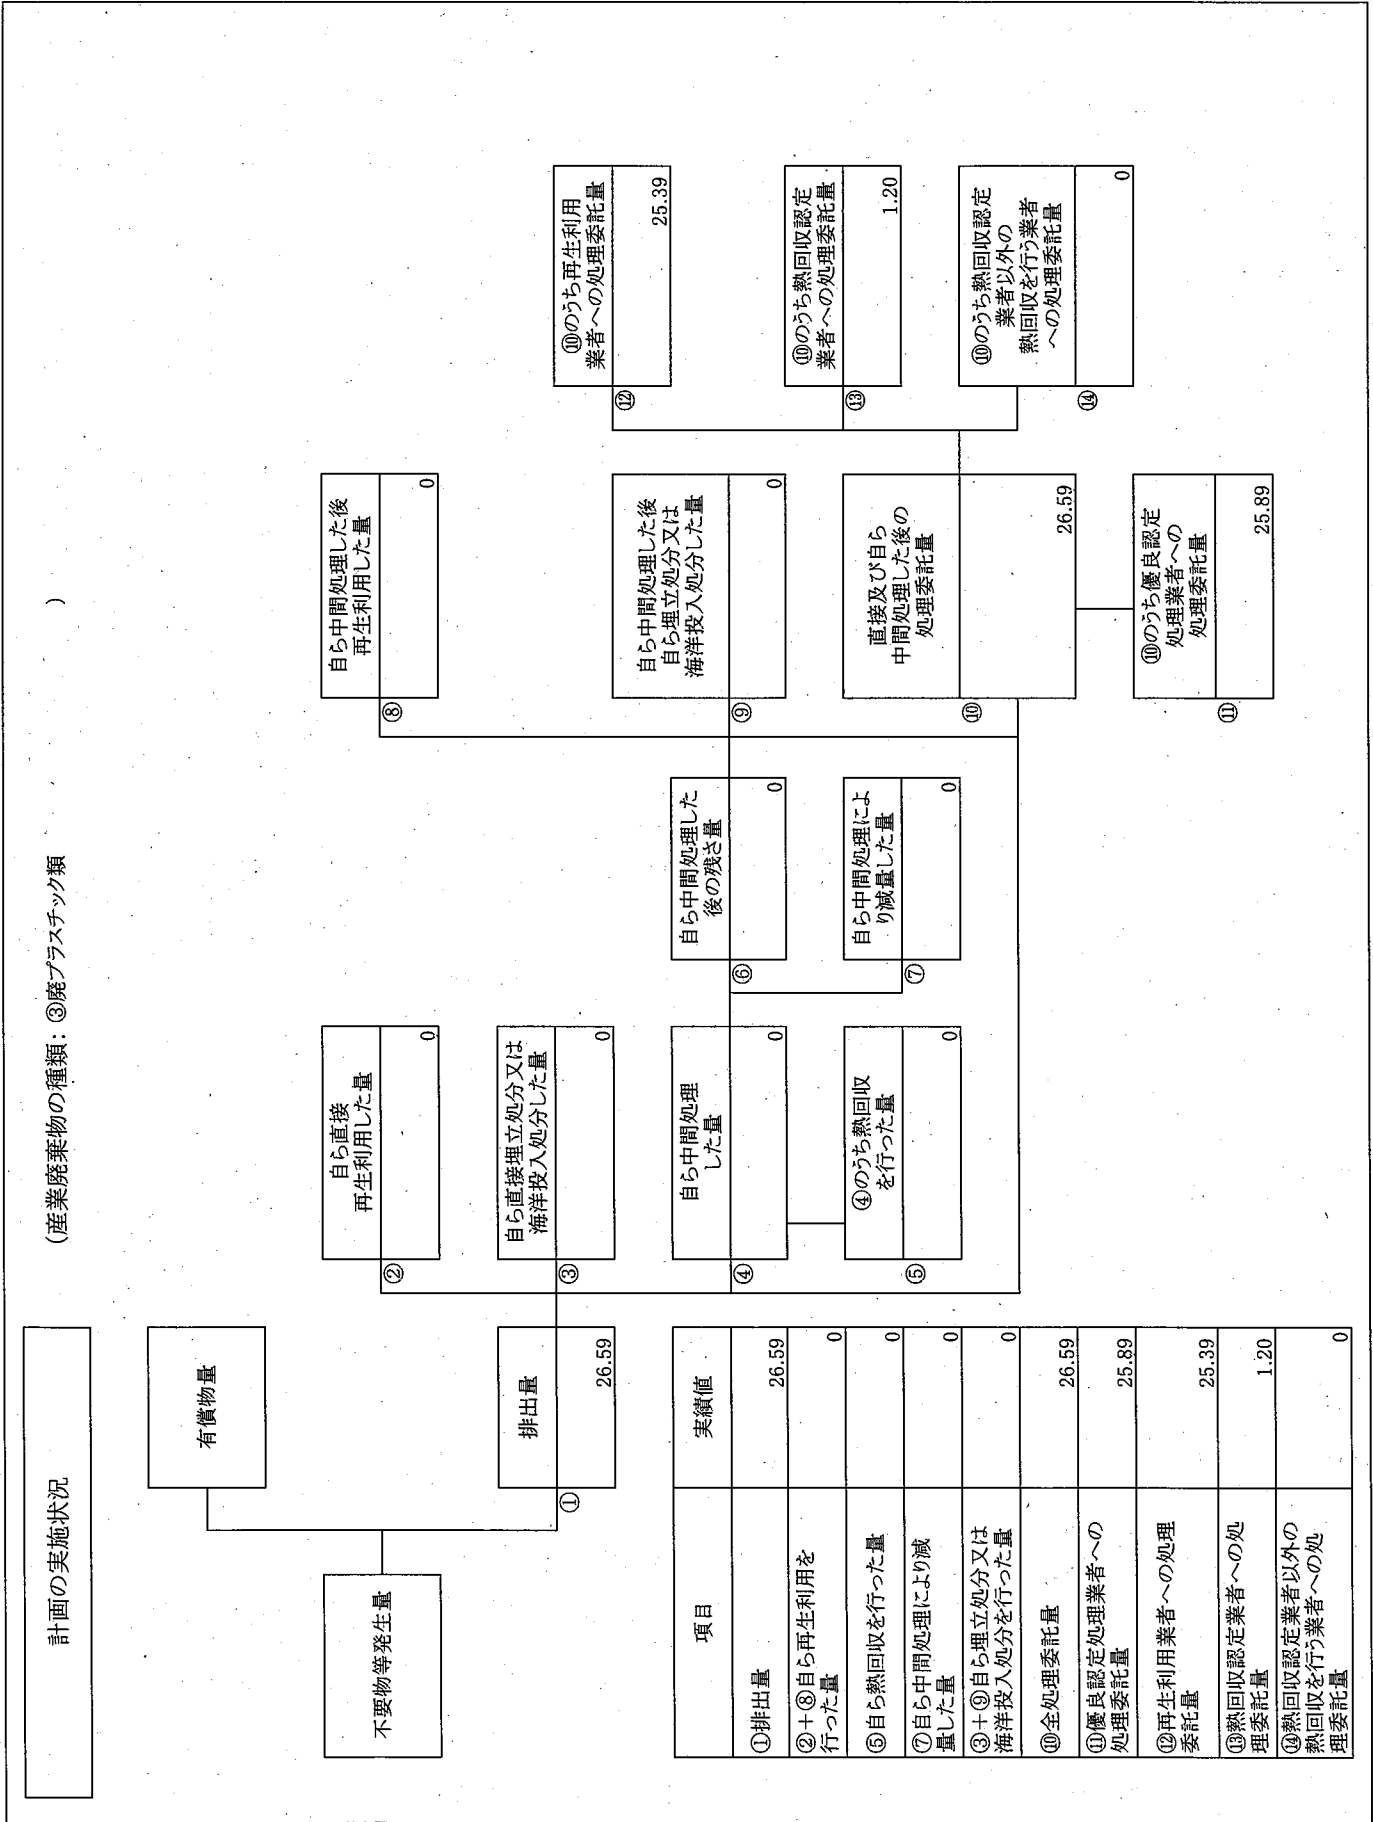 計画の実施状況
(産業廃棄物の種類：③廃プラスチック類　　　　　)
不要物等発生量
有償物量
排出量
①
26.59
自ら直接
再生利用した量
②
0
自ら直接埋立処分又は
海洋投入処分した量
③
0
自ら中間処理
した量
④
0
④のうち熱回収
を行った量
⑤
0
自ら中間処理した
後の残さ量
⑥
0
自ら中間処理によ
り減量した量
⑦
0
自ら中間処理した後
再生利用した量
⑧
0
自ら中間処理した後
自ら埋立処分又は
海洋投入処分した量
⑨
0
直接及び自ら
中間処理した後の
処理委託量
⑩
26.59
⑩のうち優良認定
処理業者への
処理委託量
⑪
25.89
⑩のうち再生利用
業者への処理委託量
⑫
25.39
⑩のうち熱回収認定
業者への処理委託量
⑬
1.20
⑩のうち熱回収認定
業者以外の
熱回収を行う業者
への処理委託量
⑭
0
項目 実績値
①排出量 26.59
②＋⑧自ら再生利用を
行った量 0
⑤自ら熱回収を行った量 0
⑦自ら中間処理により減
量した量 0
③＋⑨自ら埋立処分又は
海洋投入処分を行った量 0
⑩全処理委託量 26.59
⑪優良認定処理業者への
処理委託量 25.89
⑫再生利用業者への処理
委託量 25.39
⑬熱回収認定業者への処
理委託量 1.20
⑭熱回収認定業者以外の
熱回収を行う業者への処
理委託量 0